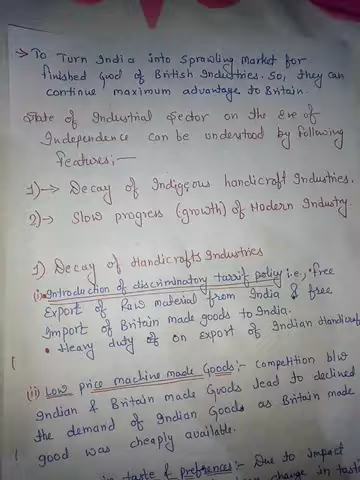 → To Turn India into Sprawling market for
finished Good of British Industries. So, they can
continue maximum advantage to Britain.
State of Industrial Sector on the Eve of
Independence can be understood by following
features;—
1)→ Decay of Indigeous handicraft Industries.
2)→ Slow progress (growth) of Modern Industry.
1) Decay of Handicrafts Industries
(i) Introduction of discriminatory tarrif policy i.e., • free
Export of Raw material from India & free
Import of Britain made goods to India.
• Heavy duty of on export of Indian Handicraf
(ii) Low price machine made Goods:- Competition b/w
Indian & Britain made Goods lead to declined
the demand of Indian Goods as Britain made
good was cheaply available.
in taste & prefrences:- Due to impact
change in tast